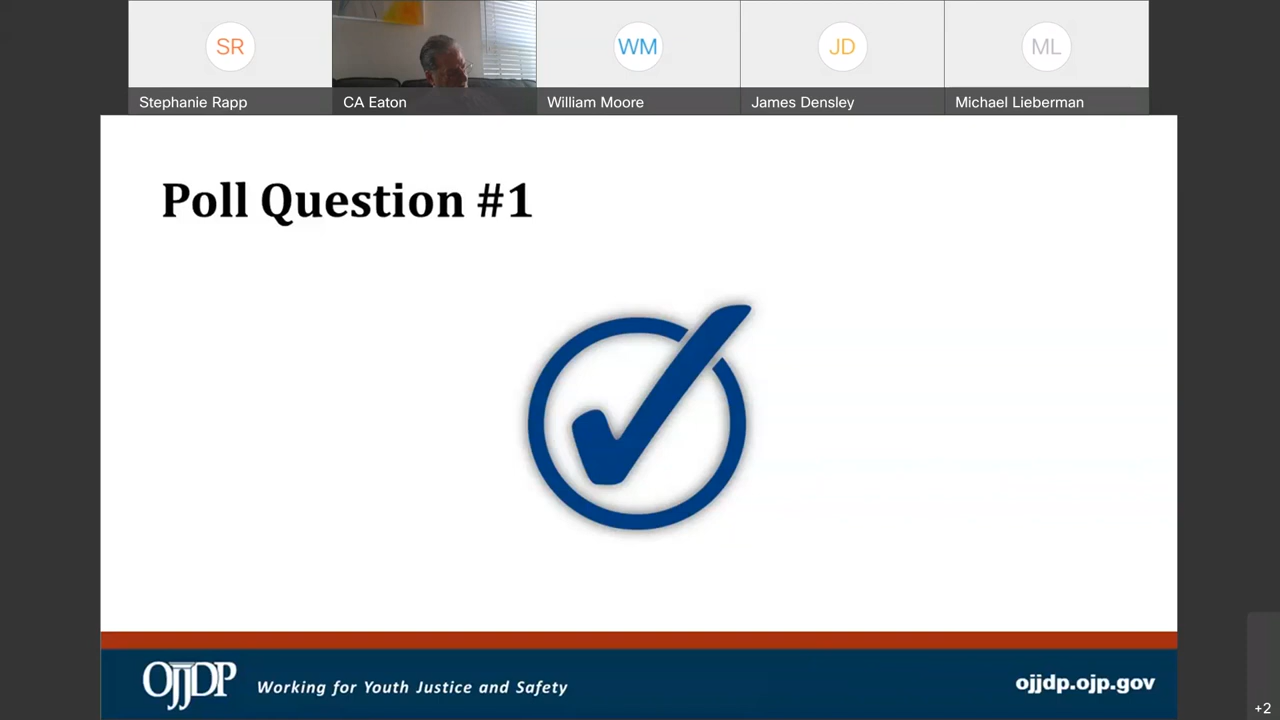 SR
WM
JD
ML
Stephanie Rapp
CA Eaton
William Moore
James Densley
Michael Lieberman
Poll Question #1
OJJDP
Working for Youth Justice and Safety
ojjdp.ojp.gov
+2